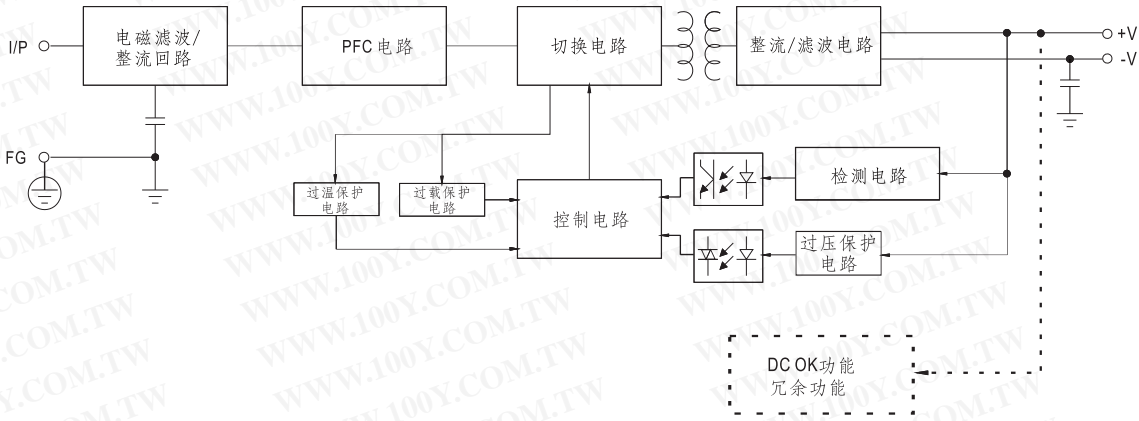 I/P
电磁滤波/
整流回路
PFC 电路
切换电路
整流/滤波电路
+V
-V
FG
过温保护
电路
过载保护
电路
控制电路
检测电路
过压保护
电路
DC OK功能
冗余功能
WWW.100Y.COM.TW